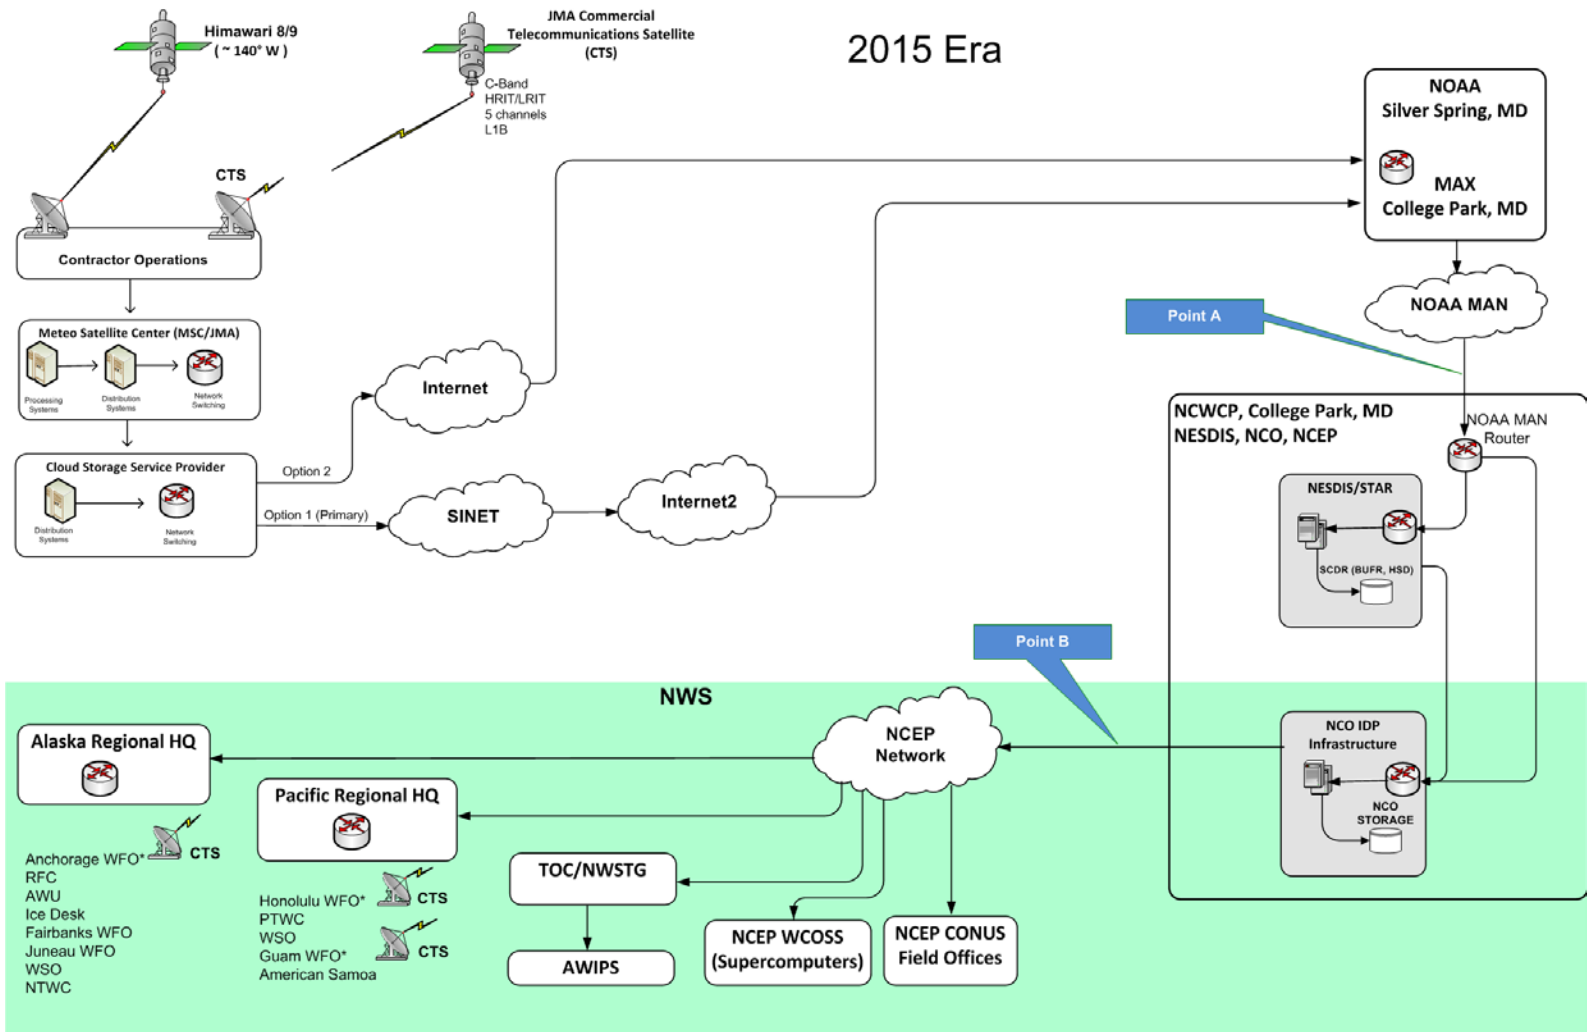 Himawari 8/9
( ~ 140° W )
JMA Commercial
Telecommunications Satellite
(CTS)
C-Band
HRIT/LRIT
5 channels
L1B
2015 Era
NOAA
Silver Spring, MD
MAX
College Park, MD
CTS
Contractor Operations
NOAA MAN
Point A
Meteo Satellite Center (MSC/JMA)
Processing
Systems
Distribution
Systems
Network
Switching
Internet
NCWCP, College Park, MD
NESDIS, NCO, NCEP
NOAA MAN
Router
Cloud Storage Service Provider
Distribution
Systems
Network
Switching
Option 2
Option 1 (Primary)
SINET
Internet2
NESDIS/STAR
SCDR (BUFR, HSD)
Point B
NWS
NCEP
Network
NCO IDP
Infrastructure
NCO
STORAGE
Alaska Regional HQ
CTS
Anchorage WFO*
RFC
AWU
Ice Desk
Fairbanks WFO
Juneau WFO
WSO
NTWC
Pacific Regional HQ
Honolulu WFO*
CTS
PTWC
WSO
Guam WFO*
CTS
American Samoa
TOC/NWSTG
AWIPS
NCEP WCOSS
(Supercomputers)
NCEP CONUS
Field Offices